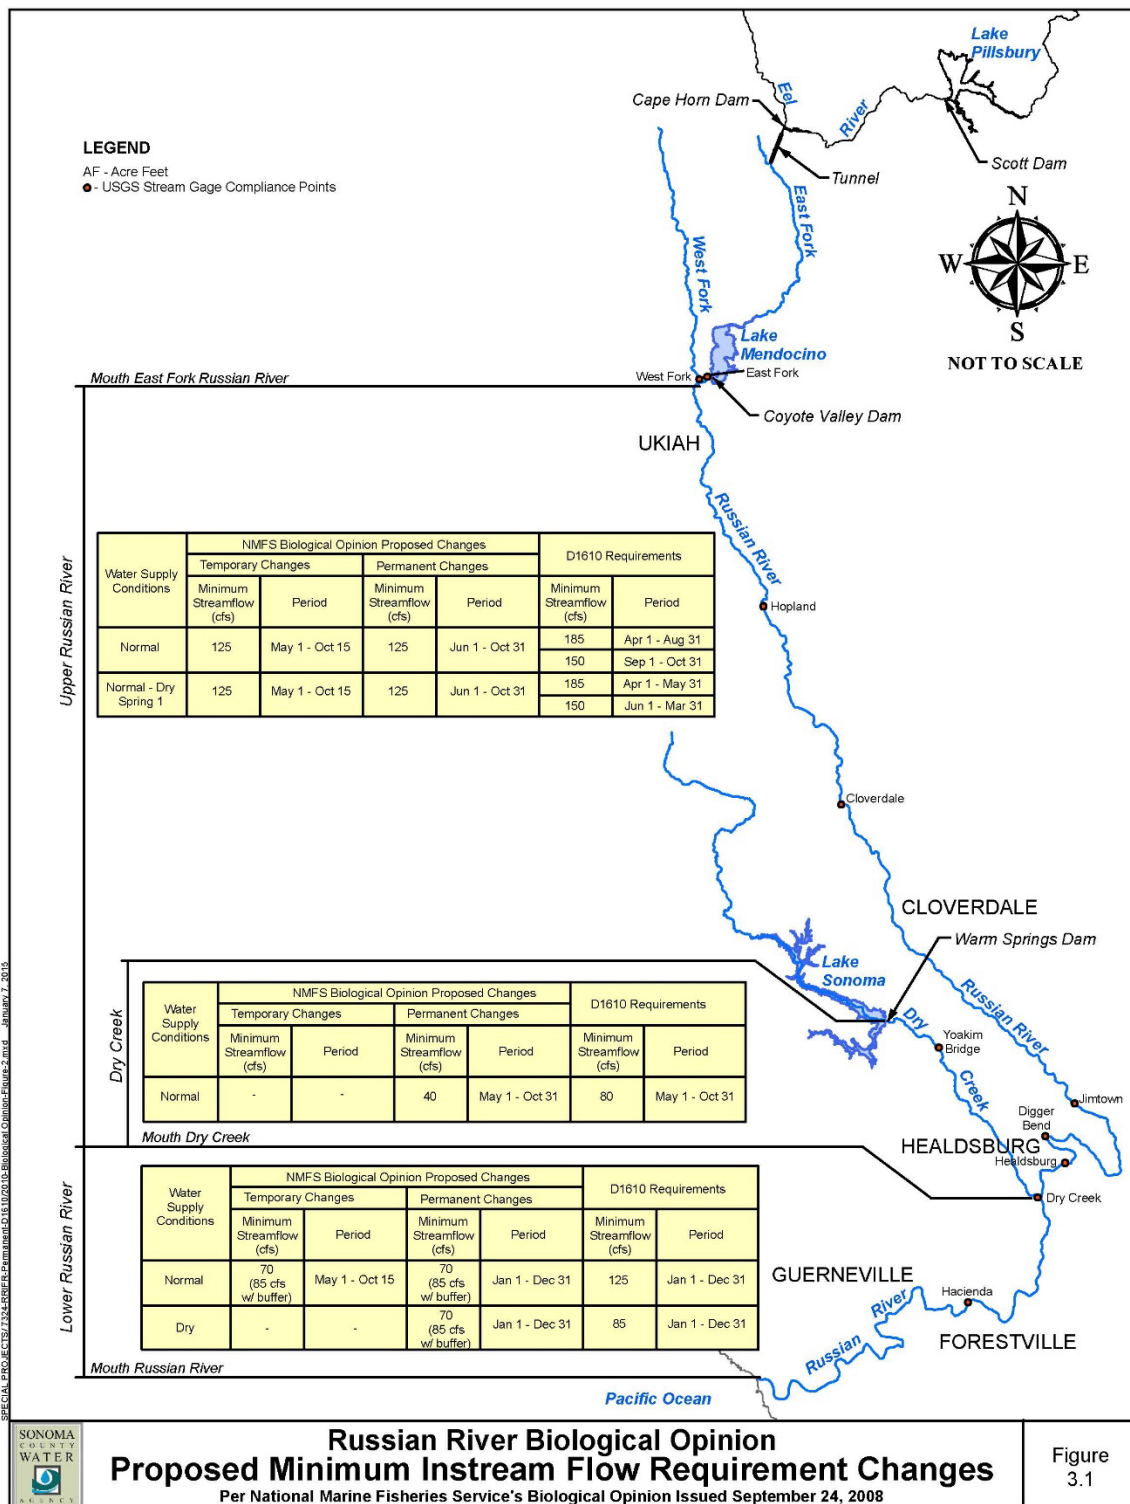 Lake
Pillsbury
Eel
River
Cape Horn Dam
Scott Dam
Tunnel
LEGEND
AF - Acre Feet
- USGS Stream Gage Compliance Points
East Fork
West Fork
N
W E
S
NOT TO SCALE
Lake
Mendocino
Mouth East Fork Russian River
West Fork
East Fork
Coyote Valley Dam
UKIAH
Russian River
Upper Russian River
Water Supply
Conditions
NMFS Biological Opinion Proposed Changes
D1610 Requirements
Temporary Changes
Permanent Changes
Minimum
Streamflow
(cfs)
Period
Minimum
Streamflow
(cfs)
Period
Minimum
Streamflow
(cfs)
Period
Normal
125
May 1 - Oct 15
125
Jun 1 - Oct 31
185
Apr 1 - Aug 31
150
Sep 1 - Oct 31
Normal - Dry
Spring 1
125
May 1 - Oct 15
125
Jun 1 - Oct 31
185
Apr 1 - May 31
150
Jun 1 - Mar 31
Hopland
Cloverdale
CLOVERDALE
Warm Springs Dam
Lake
Sonoma
Dry
Creek
Russian River
Yoakim
Bridge
Dry Creek
Water
Supply
Conditions
NMFS Biological Opinion Proposed Changes
D1610 Requirements
Temporary Changes
Permanent Changes
Minimum
Streamflow
(cfs)
Period
Minimum
Streamflow
(cfs)
Period
Minimum
Streamflow
(cfs)
Period
Normal
-
-
40
May 1 - Oct 31
80
May 1 - Oct 31
Jimtown
Digger
Bend
HEALDSBURG
Healdsburg
Mouth Dry Creek
Dry Creek
Lower Russian River
Water
Supply
Conditions
NMFS Biological Opinion Proposed Changes
D1610 Requirements
Temporary Changes
Permanent Changes
Minimum
Streamflow
(cfs)
Period
Minimum
Streamflow
(cfs)
Period
Minimum
Streamflow
(cfs)
Period
Normal
70
(85 cfs
w/ buffer)
May 1 - Oct 15
70
(85 cfs
w/ buffer)
Jan 1 - Dec 31
125
Jan 1 - Dec 31
Dry
-
-
70
(85 cfs
w/ buffer)
Jan 1 - Dec 31
85
Jan 1 - Dec 31
GUERNEVILLE
Hacienda
FORESTVILLE
Russian
River
Mouth Russian River
Pacific Ocean
January 7, 2015
SONOMA
COUNTY
WATER
AGENCY
Russian River Biological Opinion
Proposed Minimum Instream Flow Requirement Changes
Per National Marine Fisheries Service's Biological Opinion Issued September 24, 2008
Figure
3.1